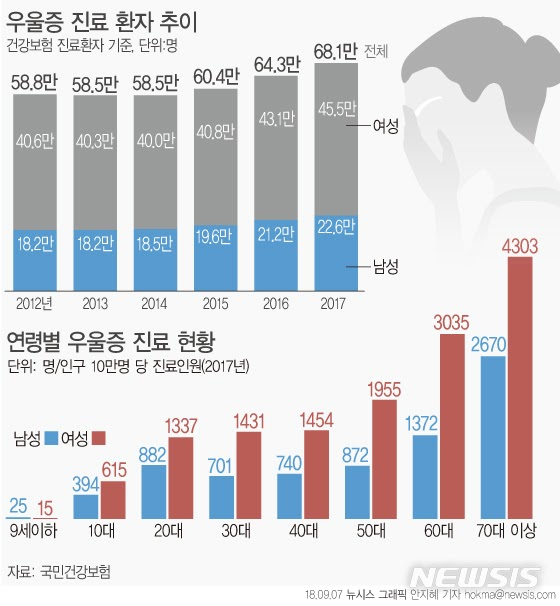 우울증 진료 환자 추이
건강보험 진료환자 기준, 단위:명
58.8만 58.5만 58.5만 60.4만 64.3만 68.1만 전체
40.6만 40.3만 40.0만 40.8만 43.1만 45.5만 여성
18.2만 18.2만 18.5만 19.6만 21.2만 22.6만 남성
2012년 2013 2014 2015 2016 2017
연령별 우울증 진료 현황
단위: 명/인구 10만명 당 진료인원(2017년)
남성 여성
25 15 394 615 882 1337 701 1431 740 1454 872 1955 1372 3035 2670 4303
9세이하 10대 20대 30대 40대 50대 60대 70대 이상
자료: 국민건강보험
NEWSIS
18.09.07 뉴시스 그래픽 안지혜 기자 hokma@newsis.com